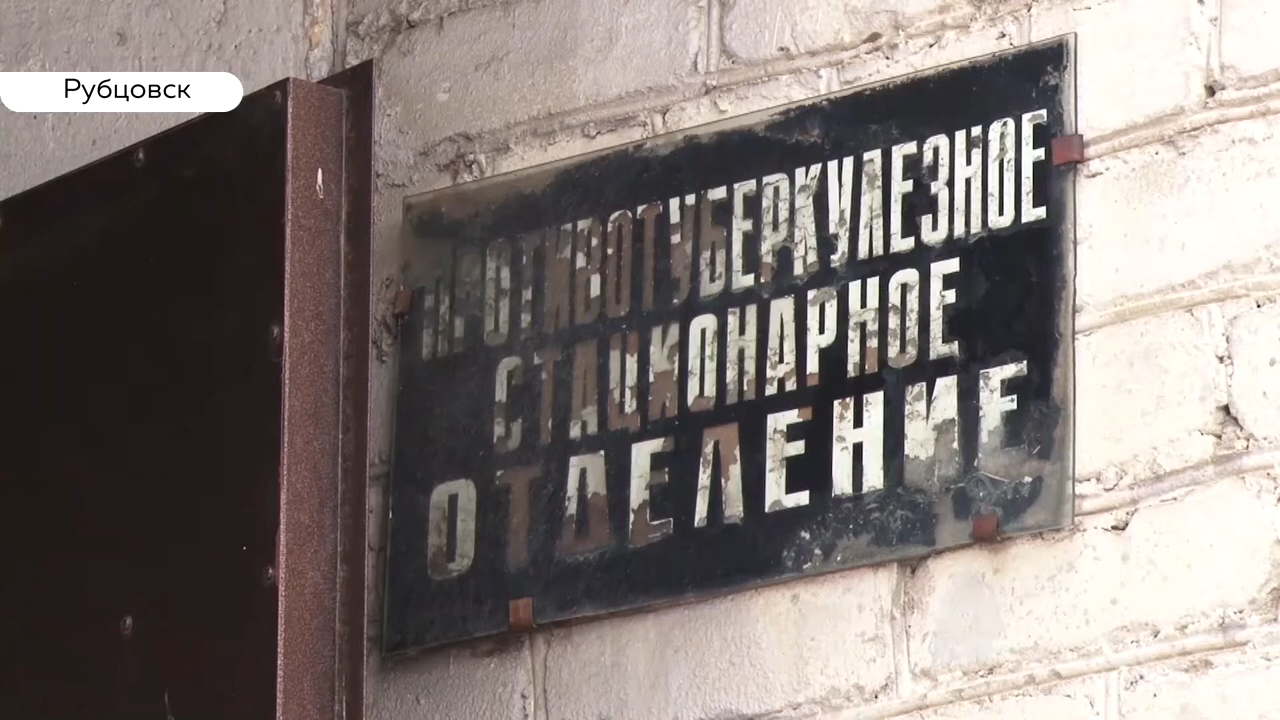 Рубцовск
ПРОТИВОТУБЕРКУЛЕЗНОЕ
СТАЦИОНАРНОЕ
ОТДЕЛЕНИЕ